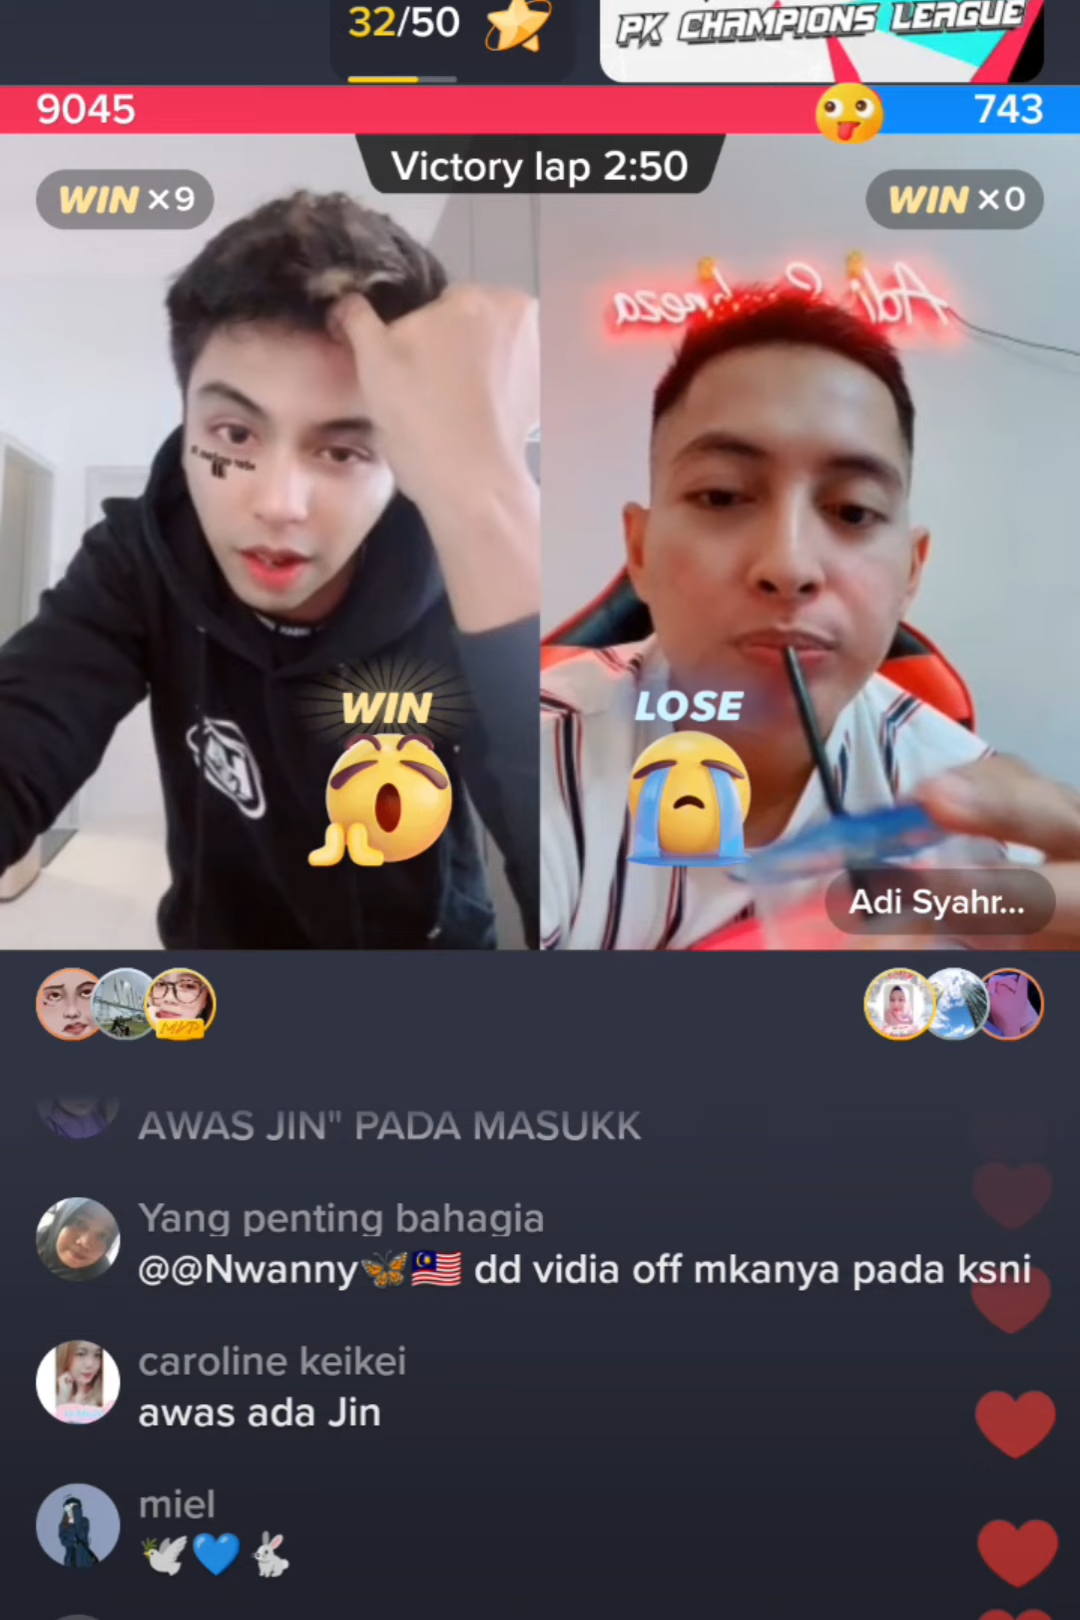 32/50
PK CHAMPIONS LEAGUE
9045
743
Victory lap 2:50
WIN ×9
WIN ×0
WIN
LOSE
Adi Syahr...
MVP
AWAS JIN" PADA MASUKK
Yang penting bahagia
@@Nwanny🦋🇲🇾 dd vidia off mkanya pada ksni
caroline keikei
awas ada Jin
miel
🕊️💙🐇